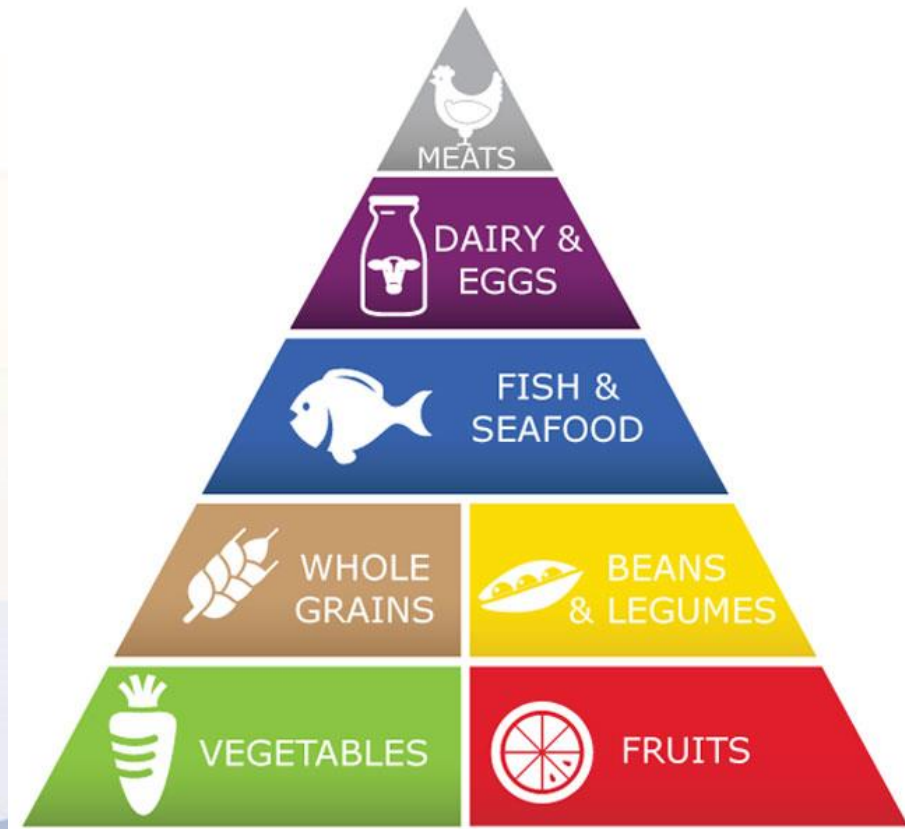 MEATS
DAIRY &
EGGS
FISH &
SEAFOOD
WHOLE
GRAINS
BEANS
& LEGUMES
VEGETABLES
FRUITS